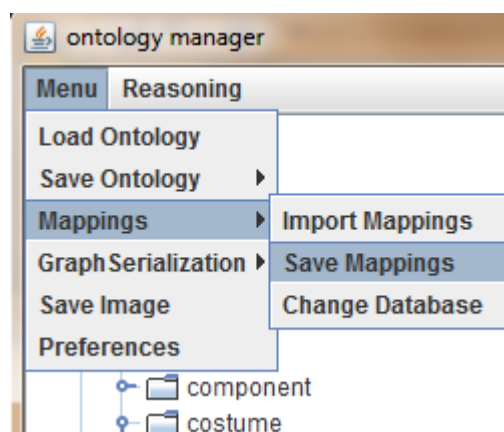 ontology manager
Menu Reasoning
Load Ontology
Save Ontology
Mappings
Import Mappings
Graph Serialization
Save Mappings
Save Image
Change Database
Preferences
component
costume